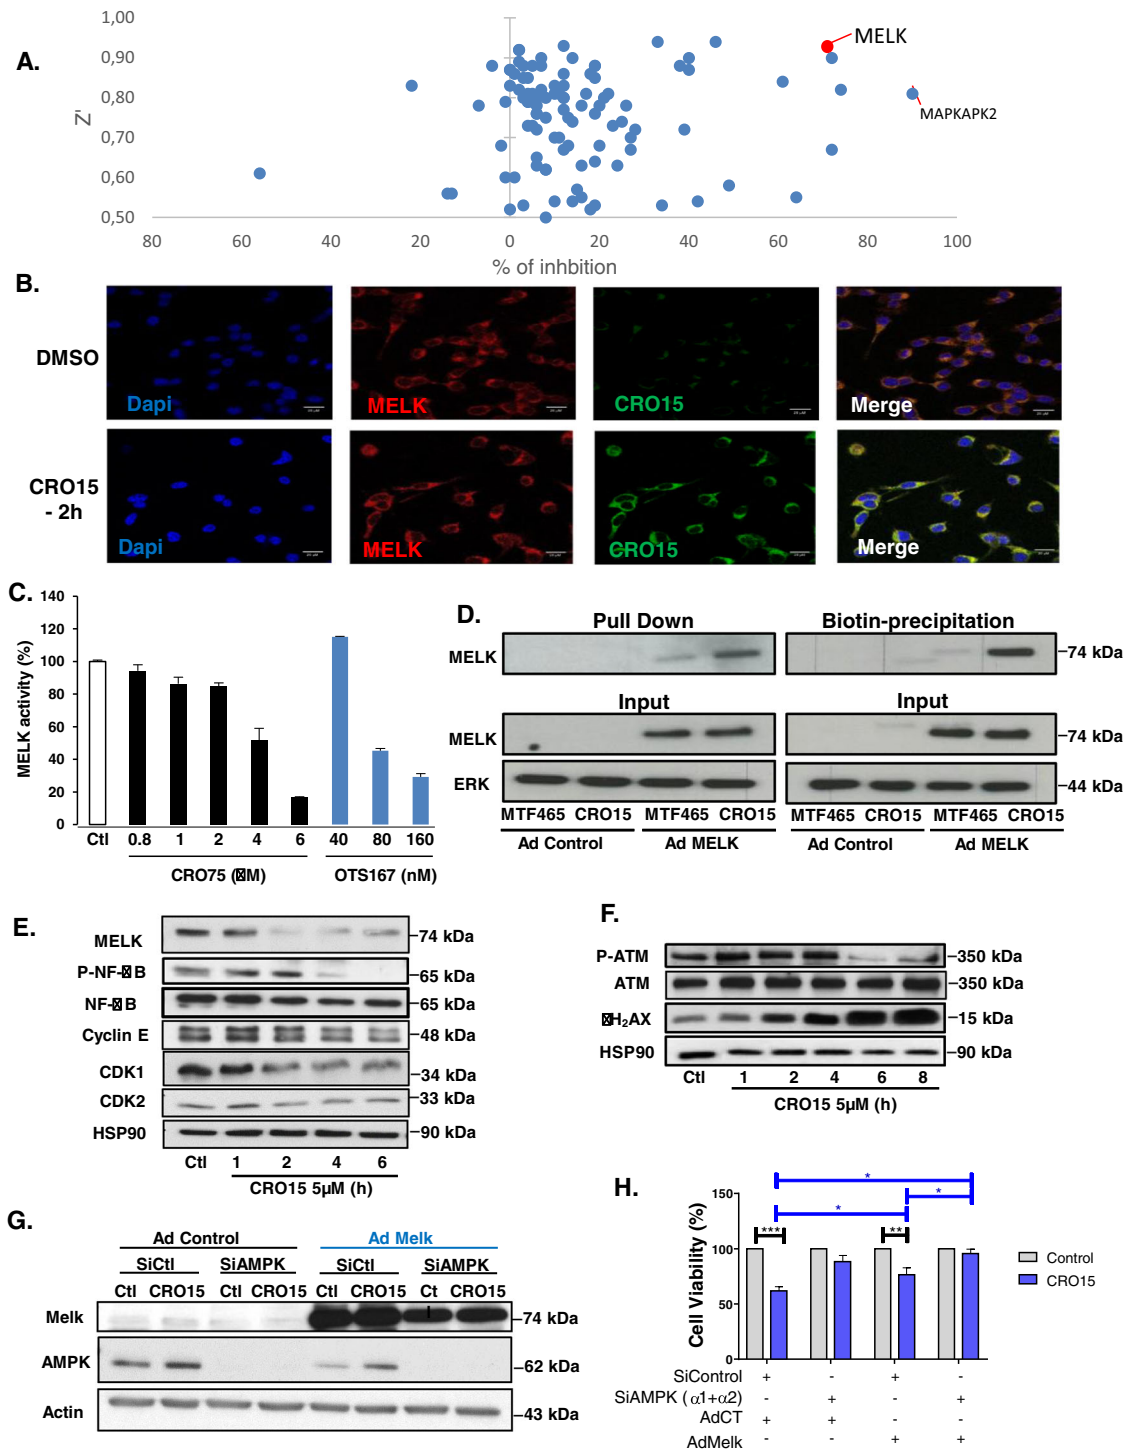 A.
1,00
0,90
0,80
0,70
0,60
0,50
Z'
MELK
MAPKAPK2
80 60 40 20 0 20 40 60 80 100
% of inhbition
B.
DMSO
Dapi MELK CRO15 Merge
CRO15
- 2h
Dapi MELK CRO15 Merge
C.
140
120
100
80
60
40
20
0
MELK activity (%)
Ctl 0.8 1 2 4 6 40 80 160
CRO75 (M) OTS167 (nM)
D.
Pull Down Biotin-precipitation
MELK 74 kDa
Input Input
MELK 74 kDa
ERK 44 kDa
MTF465 CRO15 MTF465 CRO15 MTF465 CRO15 MTF465 CRO15
Ad Control Ad MELK Ad Control Ad MELK
E.
MELK 74 kDa
P-NF-B 65 kDa
NF-B 65 kDa
Cyclin E 48 kDa
CDK1 34 kDa
CDK2 33 kDa
HSP90 90 kDa
Ctl 1 2 4 6
CRO15 5µM (h)
F.
P-ATM 350 kDa
ATM 350 kDa
H₂AX 15 kDa
HSP90 90 kDa
Ctl 1 2 4 6 8
CRO15 5µM (h)
G.
Ad Control Ad Melk
SiCtl SiAMPK SiCtl SiAMPK
Ctl CRO15 Ctl CRO15 Ctl CRO15 Ct CRO15
Melk 74 kDa
AMPK 62 kDa
Actin 43 kDa
H.
150
100
50
0
Cell Viability (%)
*
*
*
*** **
Control
CRO15
SiControl + - + -
SiAMPK (α1+α2) - + - +
AdCT + + - -
AdMelk - - + +